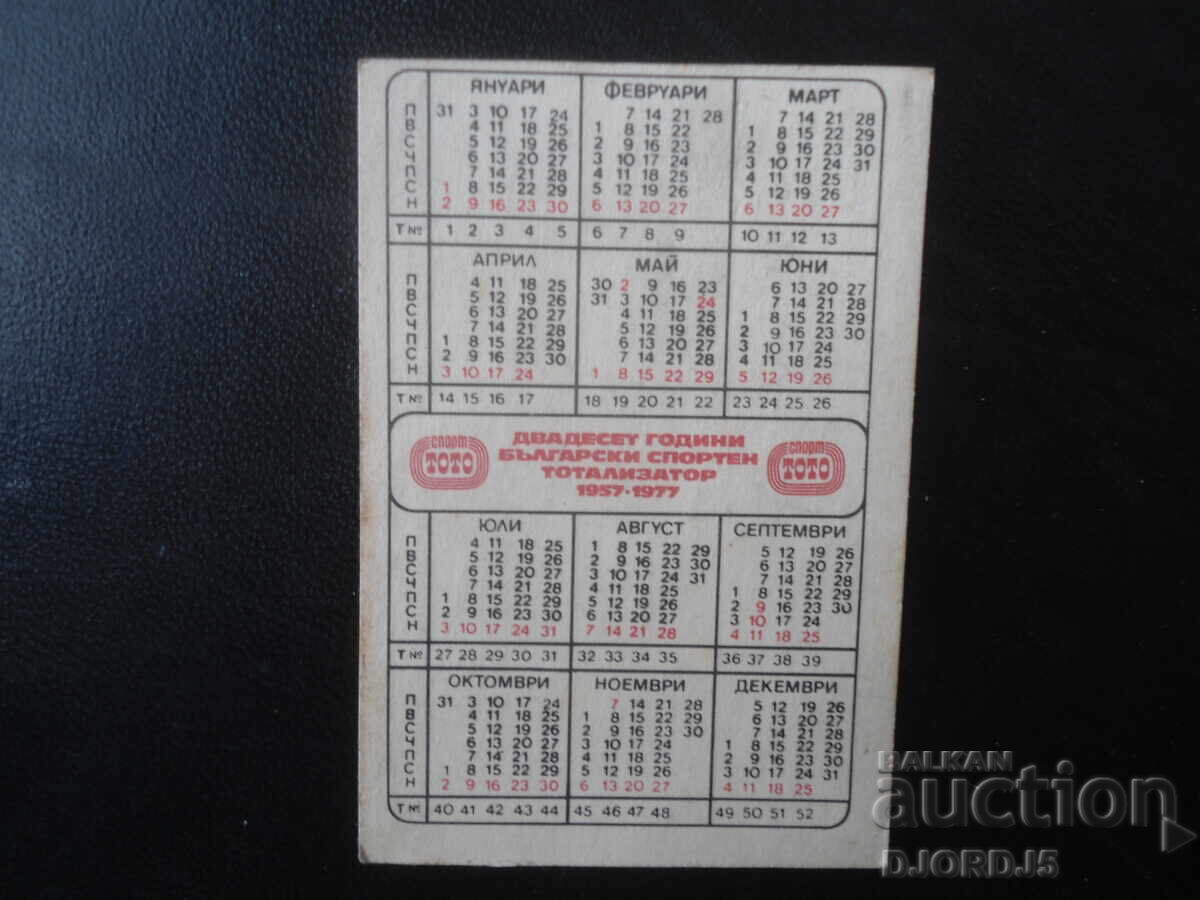 ЯНУАРИ ФЕВРУАРИ МАРТ
П 31 3 10 17 24 7 14 21 28 7 14 21 28
В 4 11 18 25 1 8 15 22 1 8 15 22 29
С 5 12 19 26 2 9 16 23 2 9 16 23 30
Ч 6 13 20 27 3 10 17 24 3 10 17 24 31
П 7 14 21 28 4 11 18 25 4 11 18 25
С 1 8 15 22 29 5 12 19 26 5 12 19 26
Н 2 9 16 23 30 6 13 20 27 6 13 20 27
Т № 1 2 3 4 5 6 7 8 9 10 11 12 13
АПРИЛ МАЙ ЮНИ
П 4 11 18 25 30 2 9 16 23 6 13 20 27
В 5 12 19 26 31 3 10 17 24 7 14 21 28
С 6 13 20 27 4 11 18 25 1 8 15 22 29
Ч 7 14 21 28 5 12 19 26 2 9 16 23 30
П 1 8 15 22 29 6 13 20 27 3 10 17 24
С 2 9 16 23 30 7 14 21 28 4 11 18 25
Н 3 10 17 24 1 8 15 22 29 5 12 19 26
Т № 14 15 16 17 18 19 20 21 22 23 24 25 26
спорт ТОТО
ДВАДЕСЕТ ГОДИНИ
БЪЛГАРСКИ СПОРТЕН
ТОТАЛИЗАТОР
1957·1977
спорт ТОТО
ЮЛИ АВГУСТ СЕПТЕМВРИ
П 4 11 18 25 1 8 15 22 29 5 12 19 26
В 5 12 19 26 2 9 16 23 30 6 13 20 27
С 6 13 20 27 3 10 17 24 31 7 14 21 28
Ч 7 14 21 28 4 11 18 25 1 8 15 22 29
П 1 8 15 22 29 5 12 19 26 2 9 16 23 30
С 2 9 16 23 30 6 13 20 27 3 10 17 24
Н 3 10 17 24 31 7 14 21 28 4 11 18 25
Т № 27 28 29 30 31 32 33 34 35 36 37 38 39
ОКТОМВРИ НОЕМВРИ ДЕКЕМВРИ
П 31 3 10 17 24 7 14 21 28 5 12 19 26
В 4 11 18 25 1 8 15 22 29 6 13 20 27
С 5 12 19 26 2 9 16 23 30 7 14 21 28
Ч 6 13 20 27 3 10 17 24 1 8 15 22 29
П 7 14 21 28 4 11 18 25 2 9 16 23 30
С 1 8 15 22 29 5 12 19 26 3 10 17 24 31
Н 2 9 16 23 30 6 13 20 27 4 11 18 25
Т № 40 41 42 43 44 45 46 47 48 49 50 51 52
BALKAN
auction
DJORDJ5